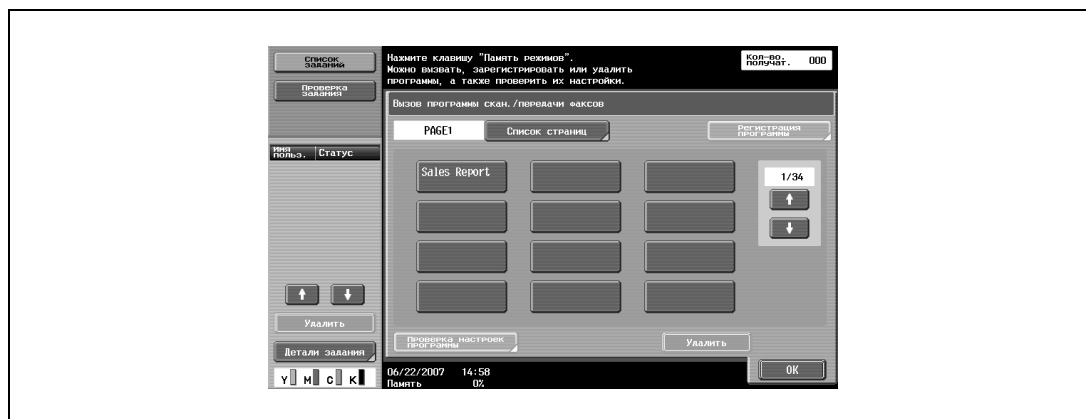 Список
задания
Проверка
задания
Имя
польз.
Статус
Удалить
Детали задания
Y M C K
Нажмите клавишу "Память режимов".
Можно вызвать, зарегистрировать или удалить
программы, а также проверить их настройки.
Кол-во.
получат.
000
Вызов программы скан./передачи факсов
PAGE1
Список страниц
Регистрация
программы
Sales Report
1/34
Проверка настроек
программы
Удалить
06/22/2007 14:58
Память 0%
OK